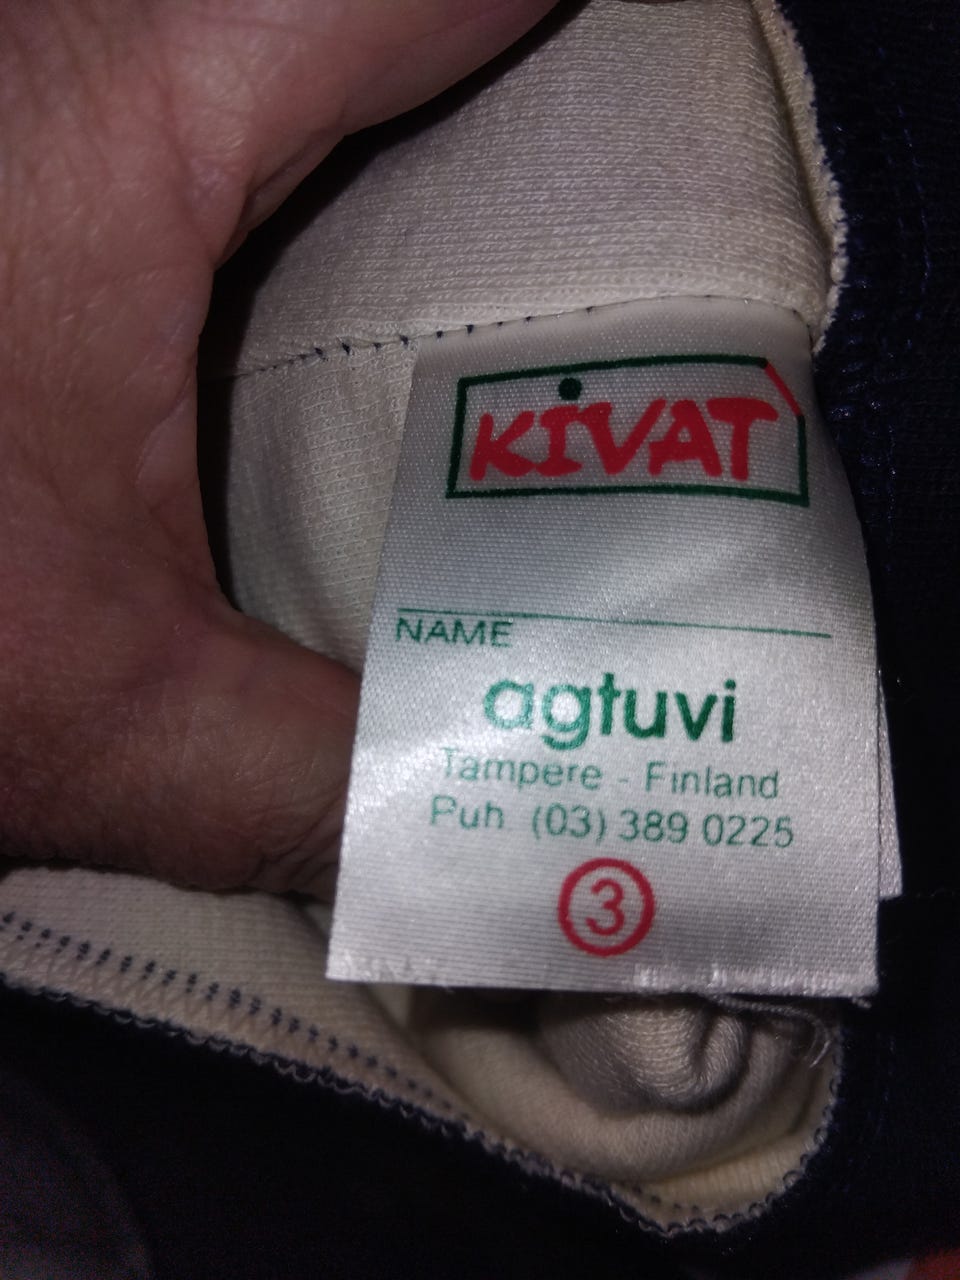 KiVAT
NAME
agtuvi
Tampere - Finland
Puh (03) 389 0225
3